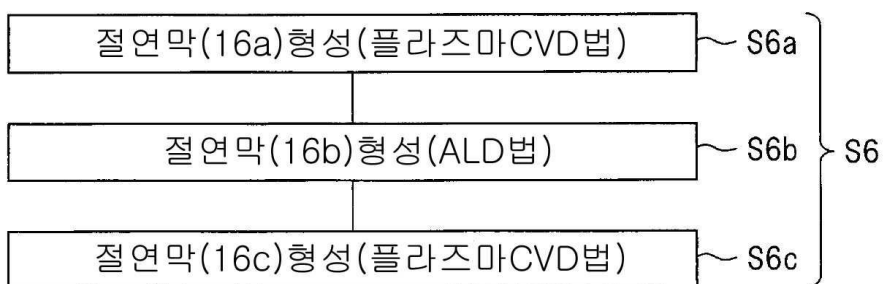 절연막(16a)형성(플라즈마CVD법) S6a
절연막(16b)형성(ALD법) S6b S6
절연막(16c)형성(플라즈마CVD법) S6c